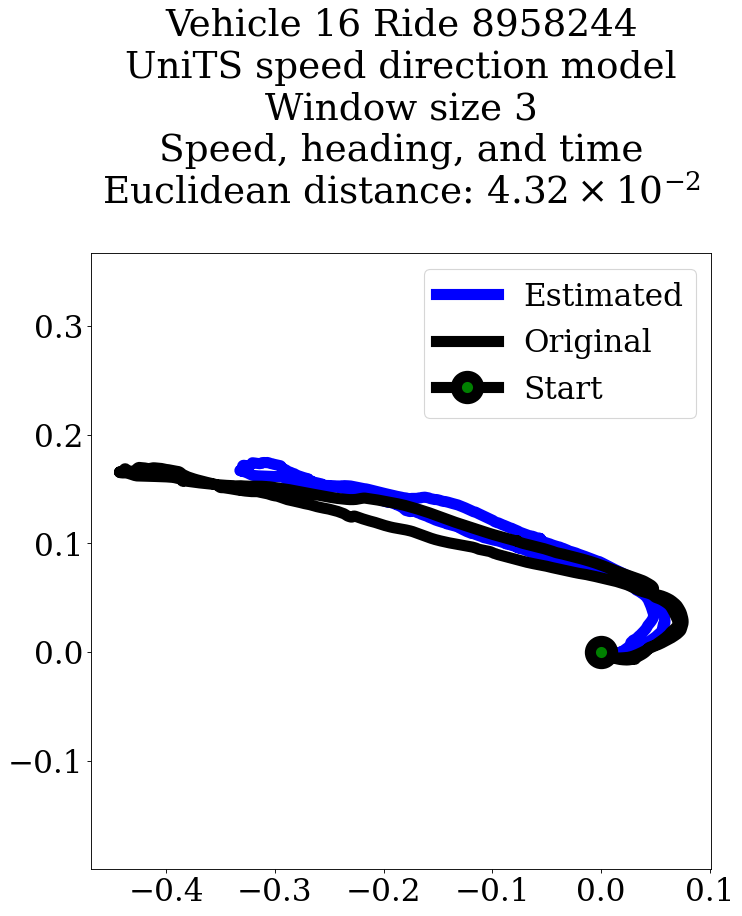 Vehicle 16 Ride 8958244
UniTS speed direction model
Window size 3
Speed, heading, and time
Euclidean distance: 4.32 × 10⁻²
Estimated
Original
Start
0.3
0.2
0.1
0.0
−0.1
−0.4 −0.3 −0.2 −0.1 0.0 0.1